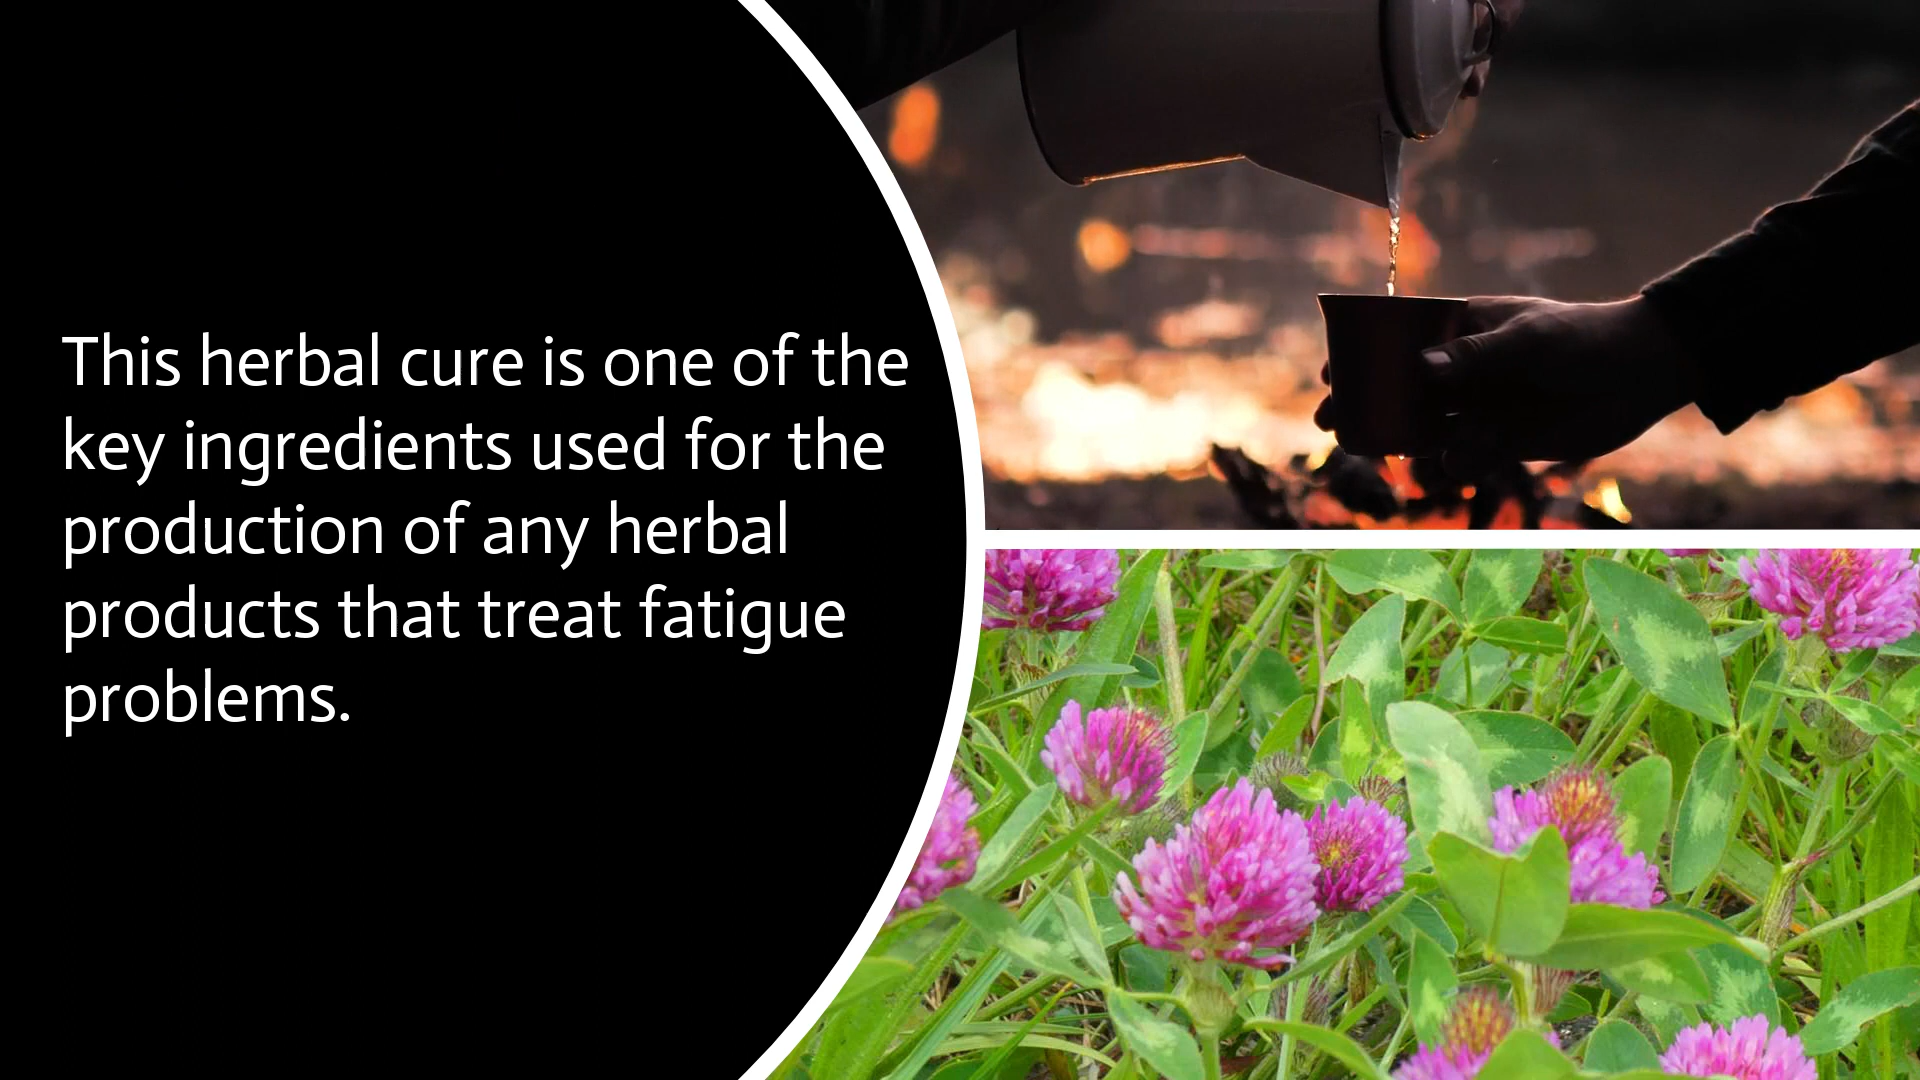 This herbal cure is one of the
key ingredients used for the
production of any herbal
products that treat fatigue
problems.